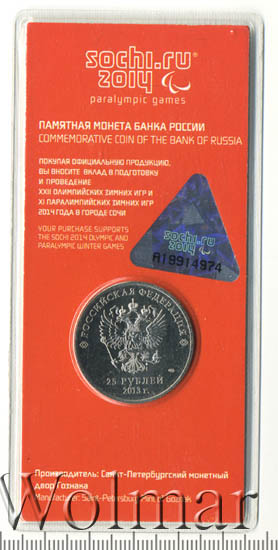 sochi.ru
2014
paralympic games
ПАМЯТНАЯ МОНЕТА БАНКА РОССИИ
COMMEMORATIVE COIN OF THE BANK OF RUSSIA
ПОКУПАЯ ОФИЦИАЛЬНУЮ ПРОДУКЦИЮ,
ВЫ ВНОСИТЕ ВКЛАД В ПОДГОТОВКУ
И ПРОВЕДЕНИЕ
XXII ОЛИМПИЙСКИХ ЗИМНИХ ИГР И
XI ПАРАЛИМПИЙСКИХ ЗИМНИХ ИГР
2014 ГОДА В ГОРОДЕ СОЧИ
YOUR PURCHASE SUPPORTS
THE SOCHI 2014 OLYMPIC AND
PARALYMPIC WINTER GAMES
sochi.ru
2014
A19914974
РОССИЙСКАЯ ФЕДЕРАЦИЯ
25 РУБЛЕЙ
2013 г.
Производитель: Санкт-Петербургский монетный
двор Гознака
Manufacturer: Saint-Petersburg Mint of Goznak
Wolmar